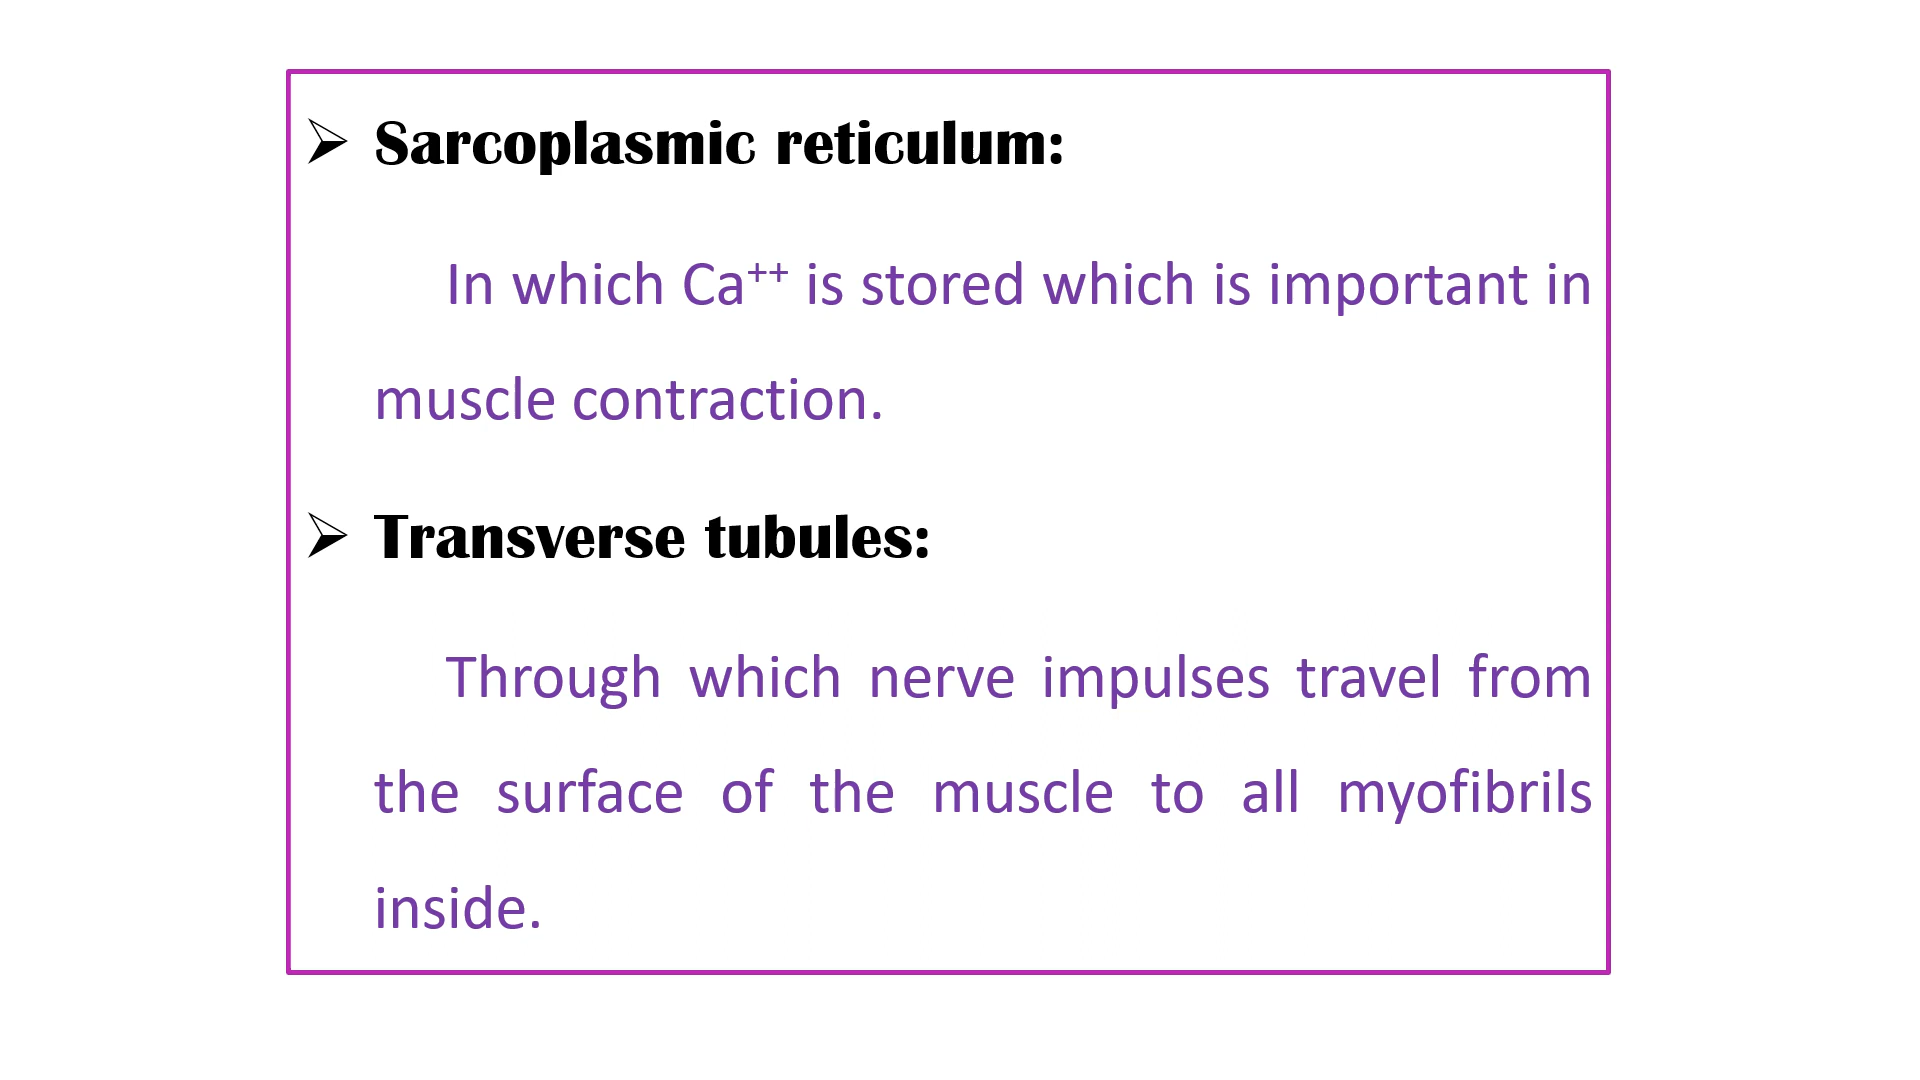 ➢ Sarcoplasmic reticulum:
In which Ca⁺⁺ is stored which is important in
muscle contraction.
➢ Transverse tubules:
Through which nerve impulses travel from
the surface of the muscle to all myofibrils
inside.